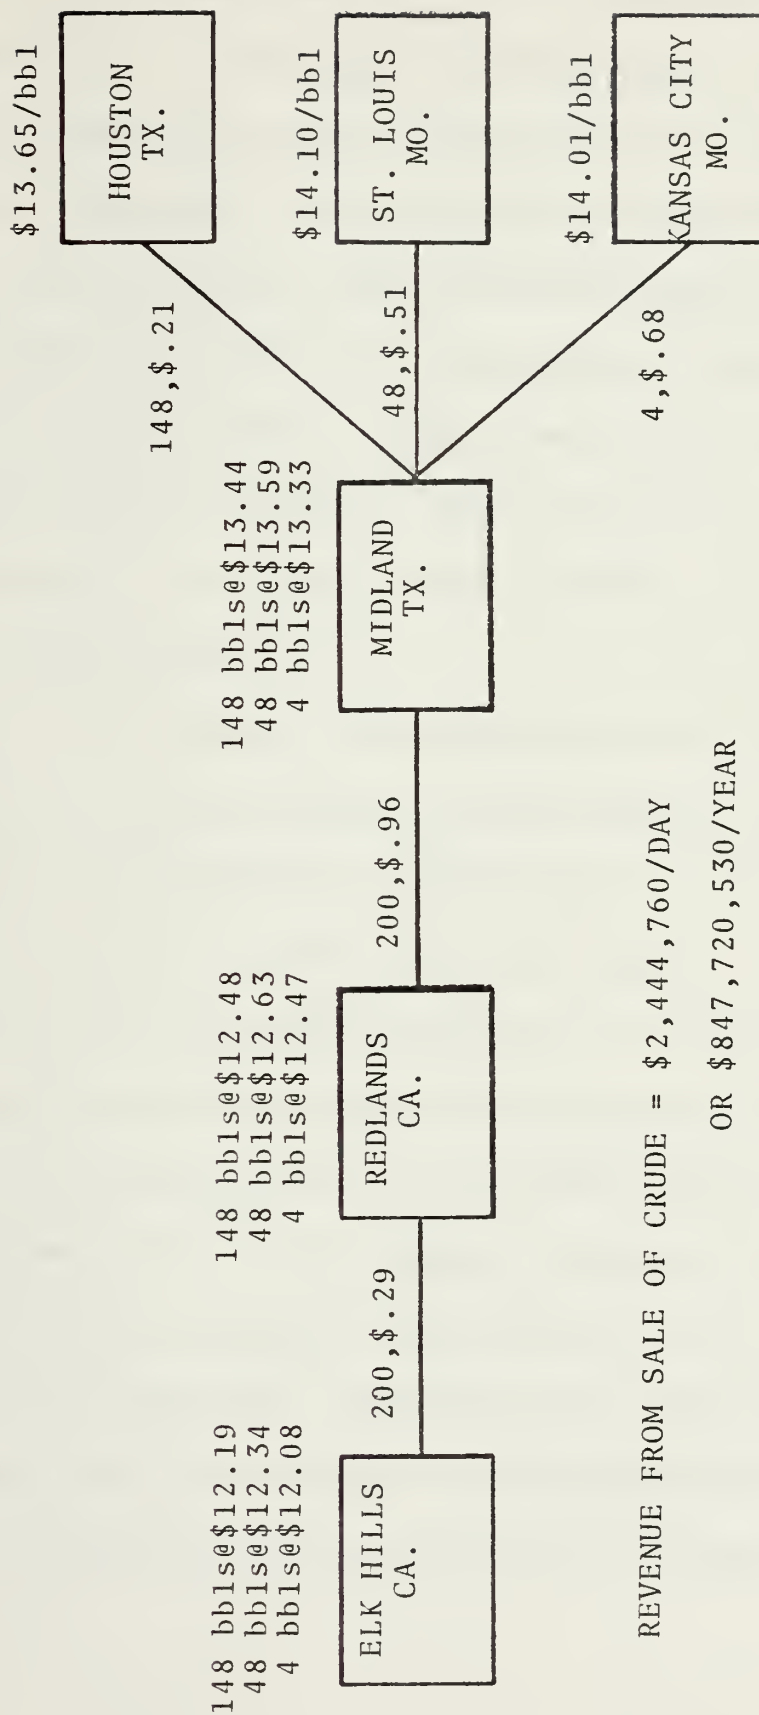 148 bbls@$12.19
48 bbls@$12.34
4 bbls@$12.08
ELK HILLS
CA.
200,$.29
148 bbls@$12.48
48 bbls@$12.63
4 bbls@$12.47
REDLANDS
CA.
200,$.96
148 bbls@$13.44
48 bbls@$13.59
4 bbls@$13.33
MIDLAND
TX.
148,$.21
48,$.51
4,$.68
$13.65/bbl
HOUSTON
TX.
$14.10/bbl
ST. LOUIS
MO.
$14.01/bbl
KANSAS CITY
MO.
REVENUE FROM SALE OF CRUDE = $2,444,760/DAY
OR $847,720,530/YEAR